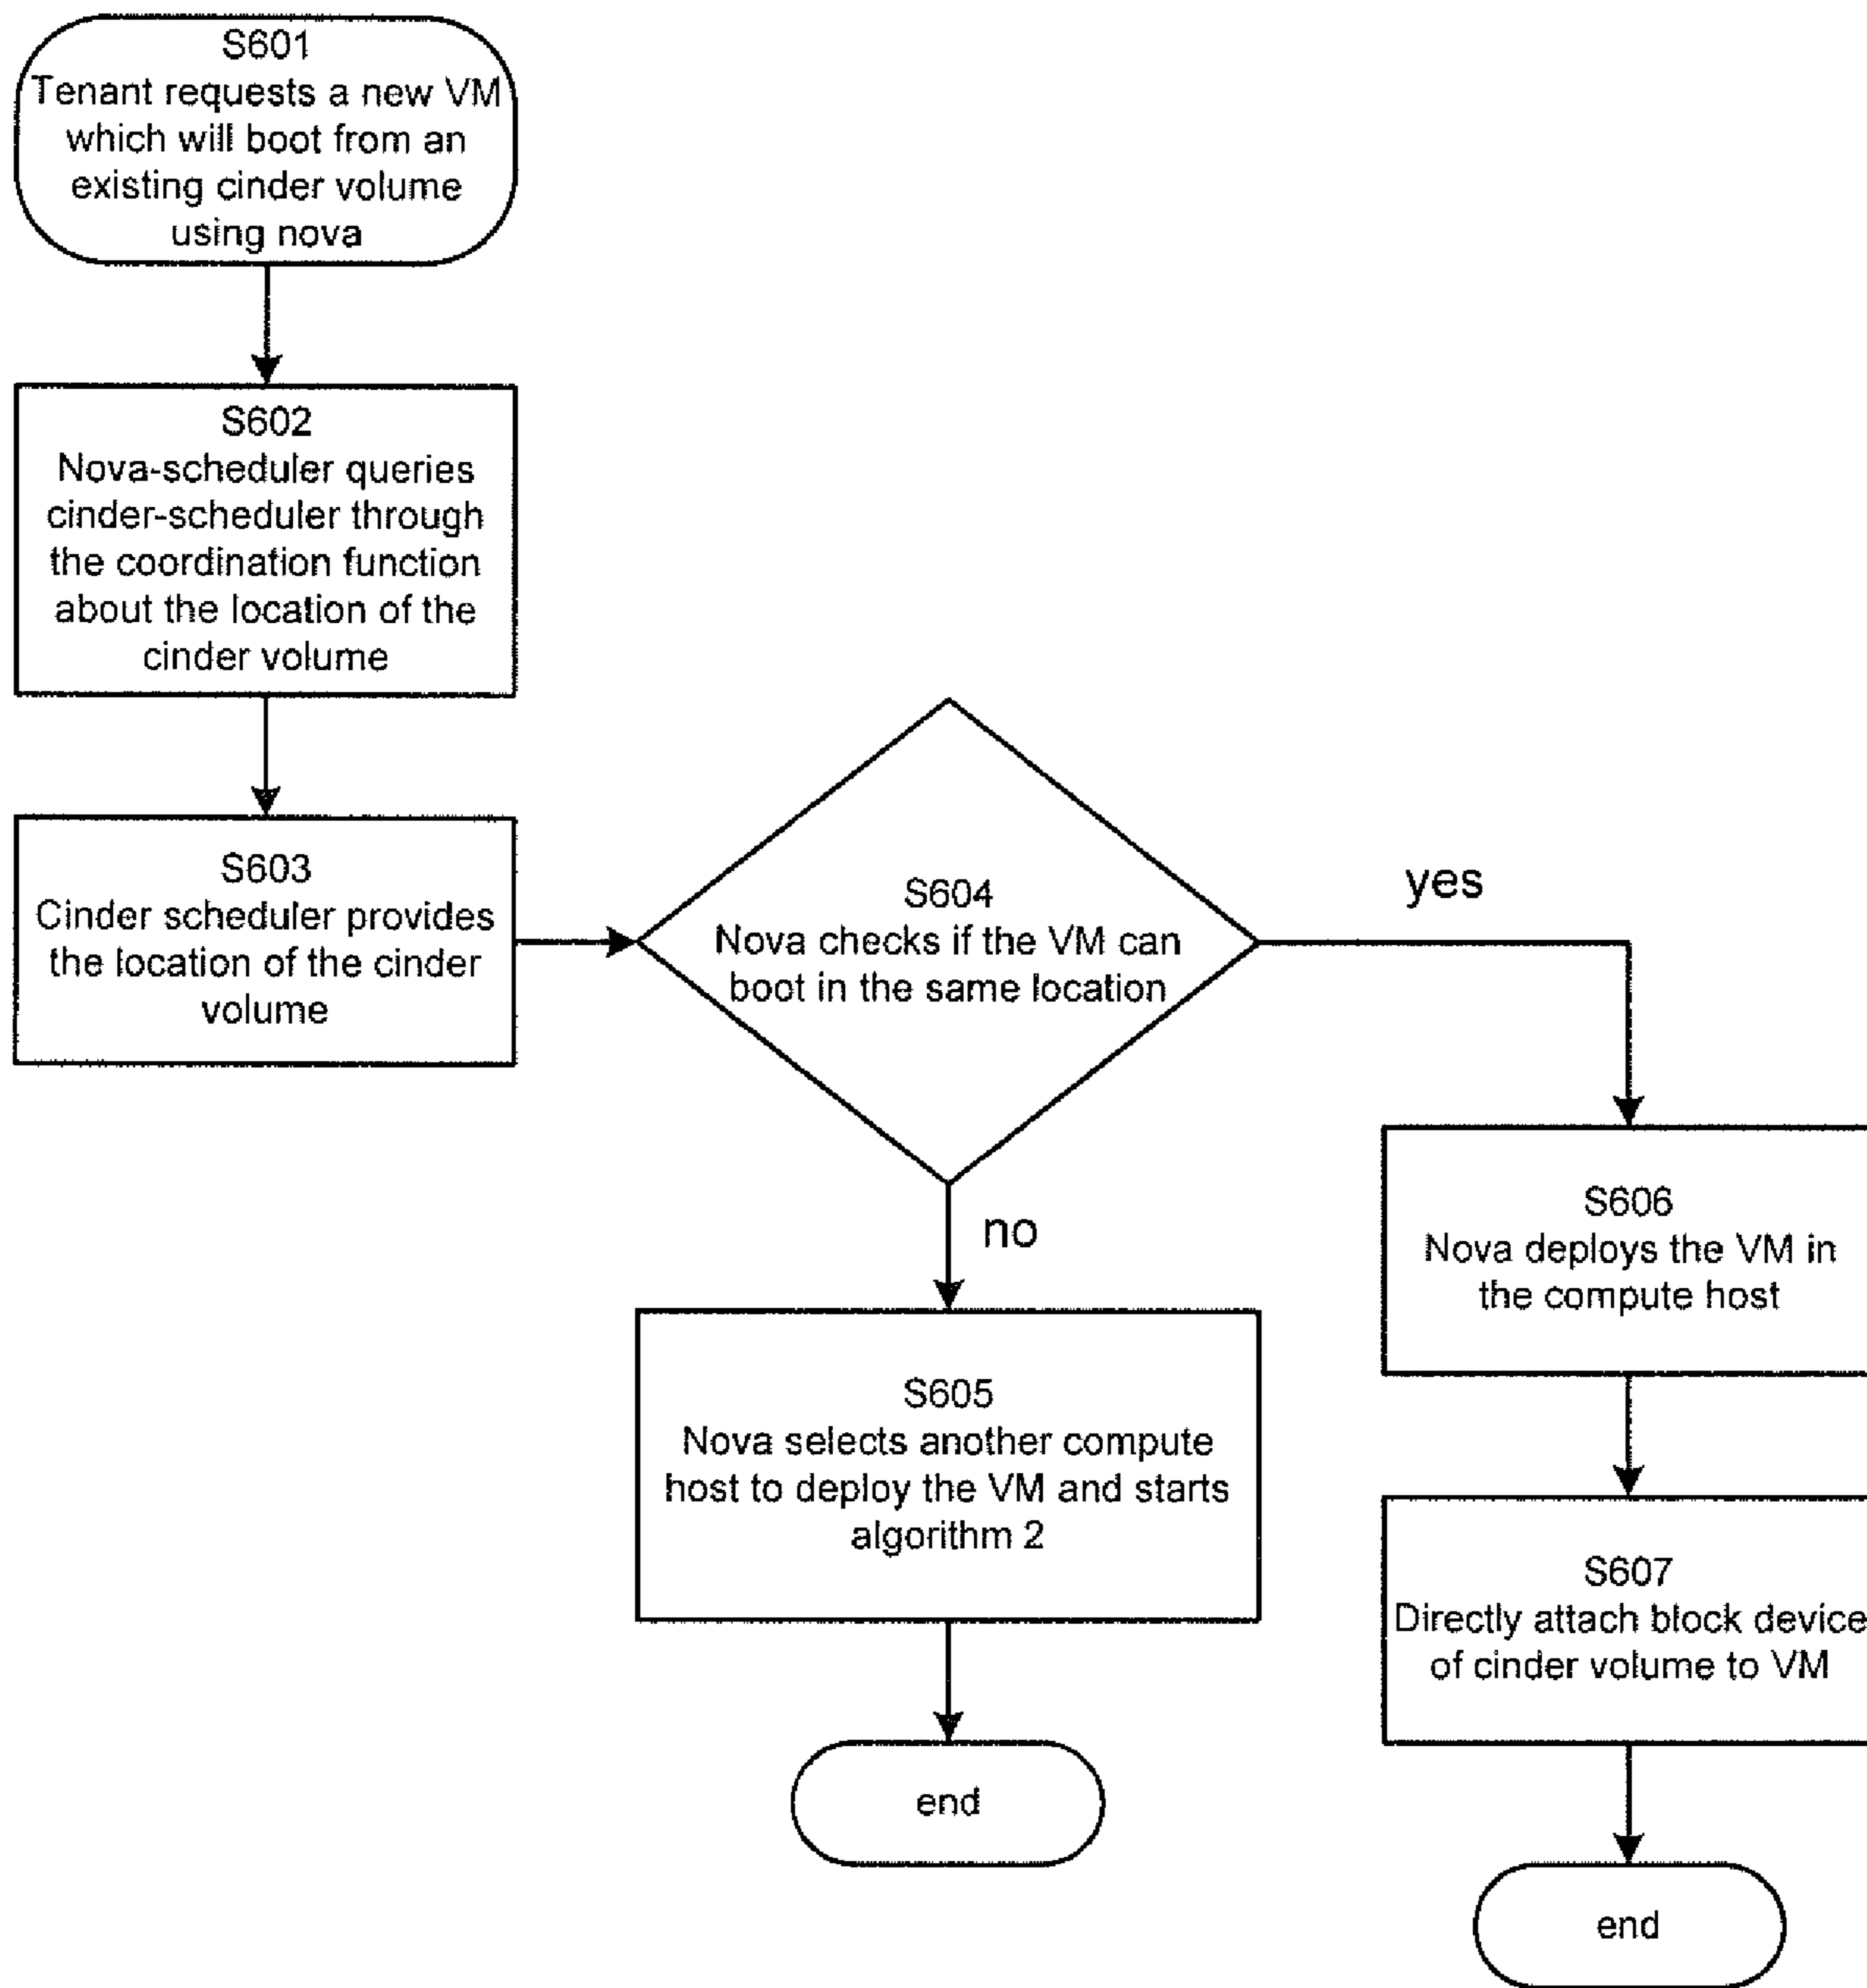 S601
Tenant requests a new VM
which will boot from an
existing cinder volume
using nova
S602
Nova-scheduler queries
cinder-scheduler through
the coordination function
about the location of the
cinder volume
S603
Cinder scheduler provides
the location of the cinder
volume
S604
Nova checks if the VM can
boot in the same location
yes
no
S605
Nova selects another compute
host to deploy the VM and starts
algorithm 2
end
S606
Nova deploys the VM in
the compute host
S607
Directly attach block device
of cinder volume to VM
end